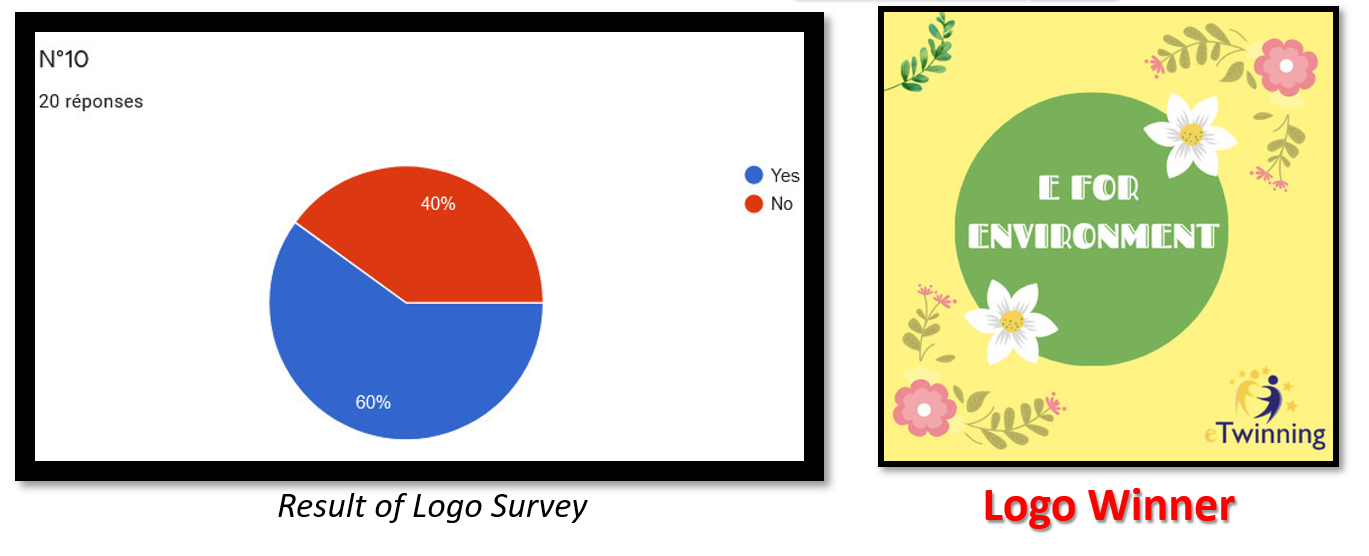 N°10
20 réponses
Yes
No
40%
60%
Result of Logo Survey
E FOR
ENVIRONMENT
eTwinning
Logo Winner